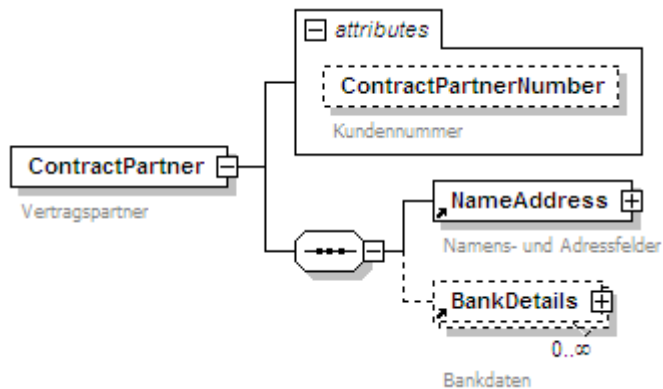 attributes
ContractPartnerNumber
Kundennummer
ContractPartner
Vertragspartner
NameAddress
Namens- und Adressfelder
BankDetails
0..∞
Bankdaten